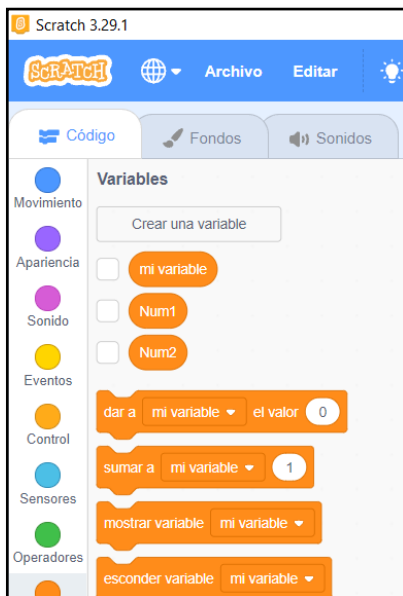 Scratch 3.29.1
SCRATCH Archivo Editar
Código Fondos Sonidos
Movimiento
Apariencia
Sonido
Eventos
Control
Sensores
Operadores
Variables
Crear una variable
mi variable
Num1
Num2
dar a mi variable el valor 0
sumar a mi variable 1
mostrar variable mi variable
esconder variable mi variable